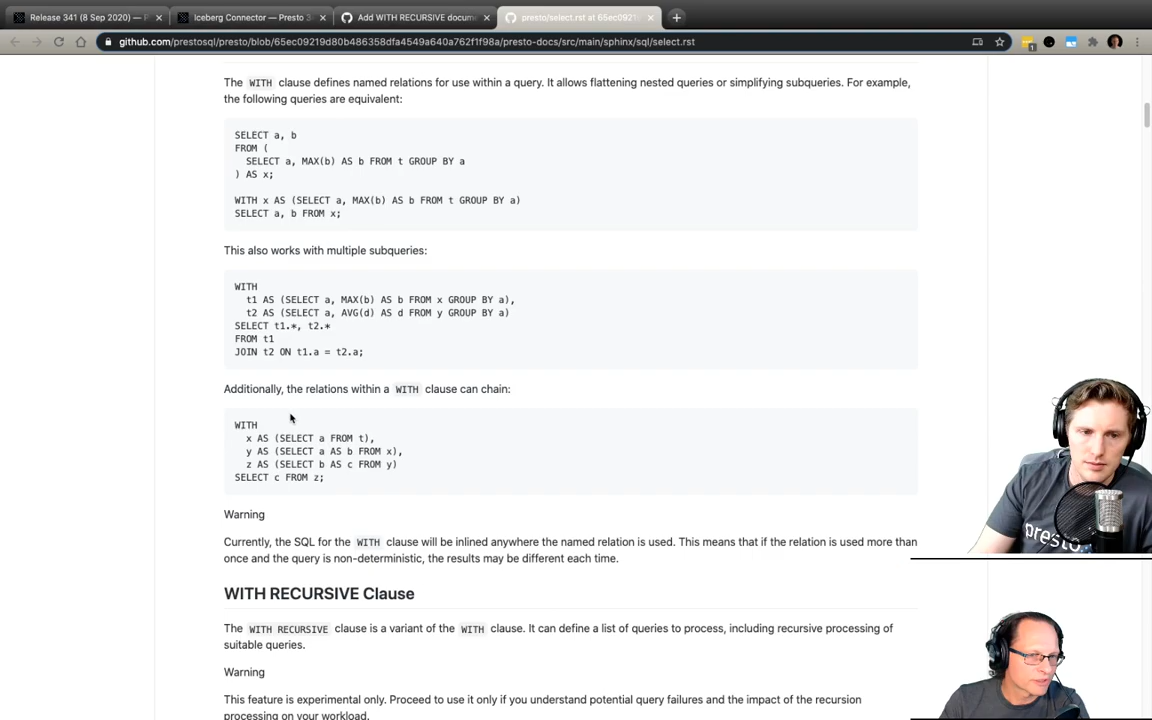 Release 341 (8 Sep 2020) — P
Iceberg Connector — Presto 3
Add WITH RECURSIVE docum
presto/select.rst at 65ec0921
github.com/prestosql/presto/blob/65ec09219d80b486358dfa4549a640a762f1f98a/presto-docs/src/main/sphinx/sql/select.rst
The WITH clause defines named relations for use within a query. It allows flattening nested queries or simplifying subqueries. For example,
the following queries are equivalent:
SELECT a, b
FROM (
SELECT a, MAX(b) AS b FROM t GROUP BY a
) AS x;
WITH x AS (SELECT a, MAX(b) AS b FROM t GROUP BY a)
SELECT a, b FROM x;
This also works with multiple subqueries:
WITH
t1 AS (SELECT a, MAX(b) AS b FROM x GROUP BY a),
t2 AS (SELECT a, AVG(d) AS d FROM y GROUP BY a)
SELECT t1.*, t2.*
FROM t1
JOIN t2 ON t1.a = t2.a;
Additionally, the relations within a WITH clause can chain:
WITH
x AS (SELECT a FROM t),
y AS (SELECT a AS b FROM x),
z AS (SELECT b AS c FROM y)
SELECT c FROM z;
Warning
Currently, the SQL for the WITH clause will be inlined anywhere the named relation is used. This means that if the relation is used more than
once and the query is non-deterministic, the results may be different each time.
presto
WITH RECURSIVE Clause
The WITH RECURSIVE clause is a variant of the WITH clause. It can define a list of queries to process, including recursive processing of
suitable queries.
Warning
This feature is experimental only. Proceed to use it only if you understand potential query failures and the impact of the recursion
processing on your workload.